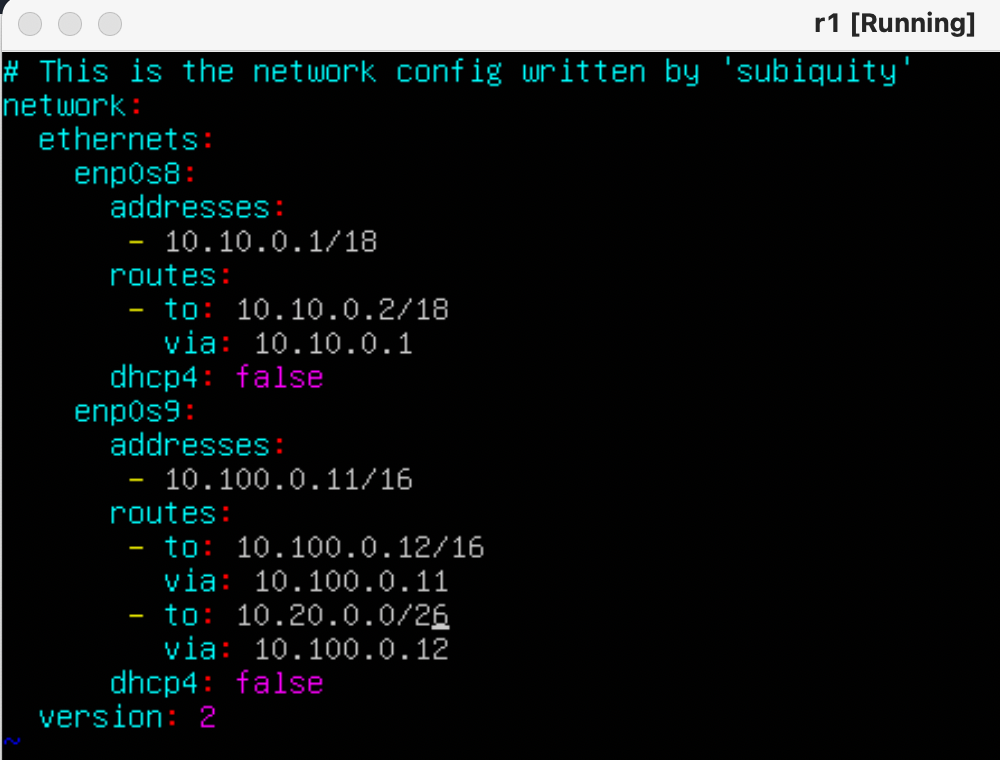 r1 [Running]
# This is the network config written by 'subiquity'
network:
  ethernets:
    enp0s8:
      addresses:
       - 10.10.0.1/18
      routes:
       - to: 10.10.0.2/18
         via: 10.10.0.1
      dhcp4: false
    enp0s9:
      addresses:
       - 10.100.0.11/16
      routes:
       - to: 10.100.0.12/16
         via: 10.100.0.11
       - to: 10.20.0.0/26
         via: 10.100.0.12
      dhcp4: false
  version: 2
~